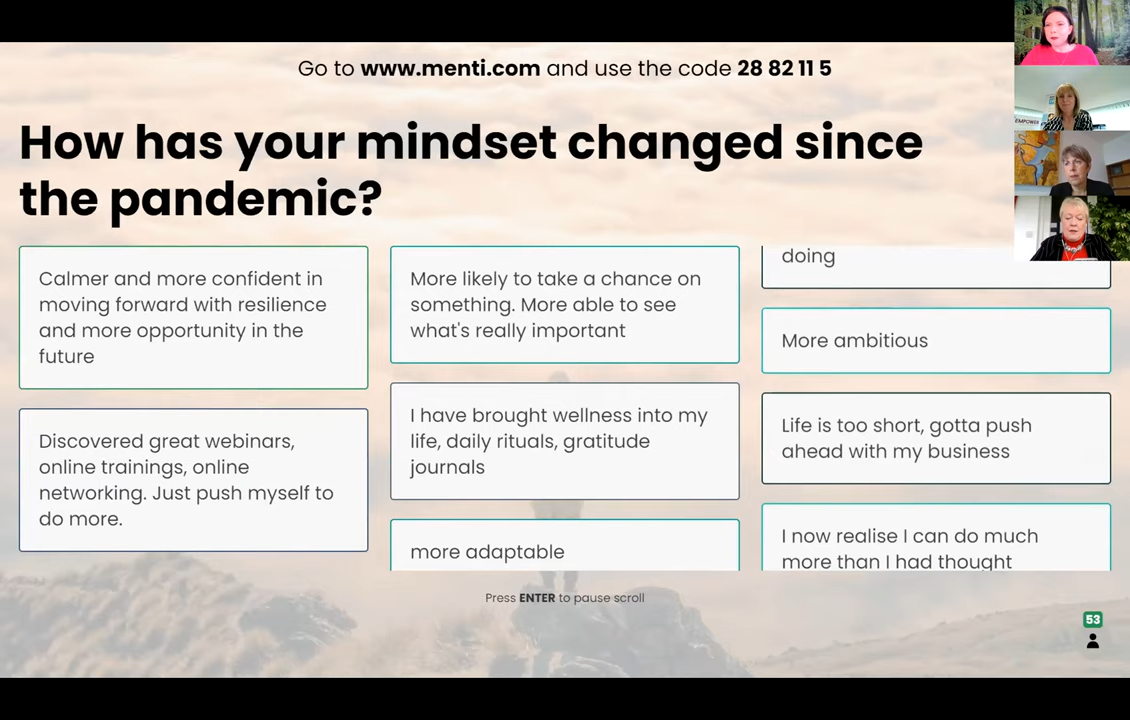 Go to www.menti.com and use the code 28 82 11 5
How has your mindset changed since
the pandemic?
Calmer and more confident in
moving forward with resilience
and more opportunity in the
future
Discovered great webinars,
online trainings, online
networking. Just push myself to
do more.
More likely to take a chance on
something. More able to see
what's really important
I have brought wellness into my
life, daily rituals, gratitude
journals
more adaptable
doing
More ambitious
Life is too short, gotta push
ahead with my business
I now realise I can do much
more than I had thought
Press ENTER to pause scroll
53
EMPOWER